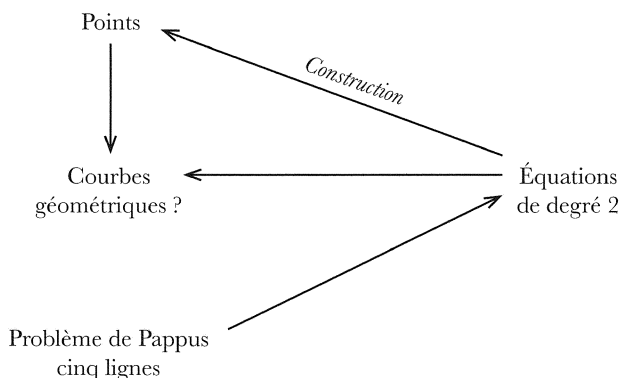 Points
Construction
Courbes
géométriques ?
Équations
de degré 2
Problème de Pappus
cinq lignes